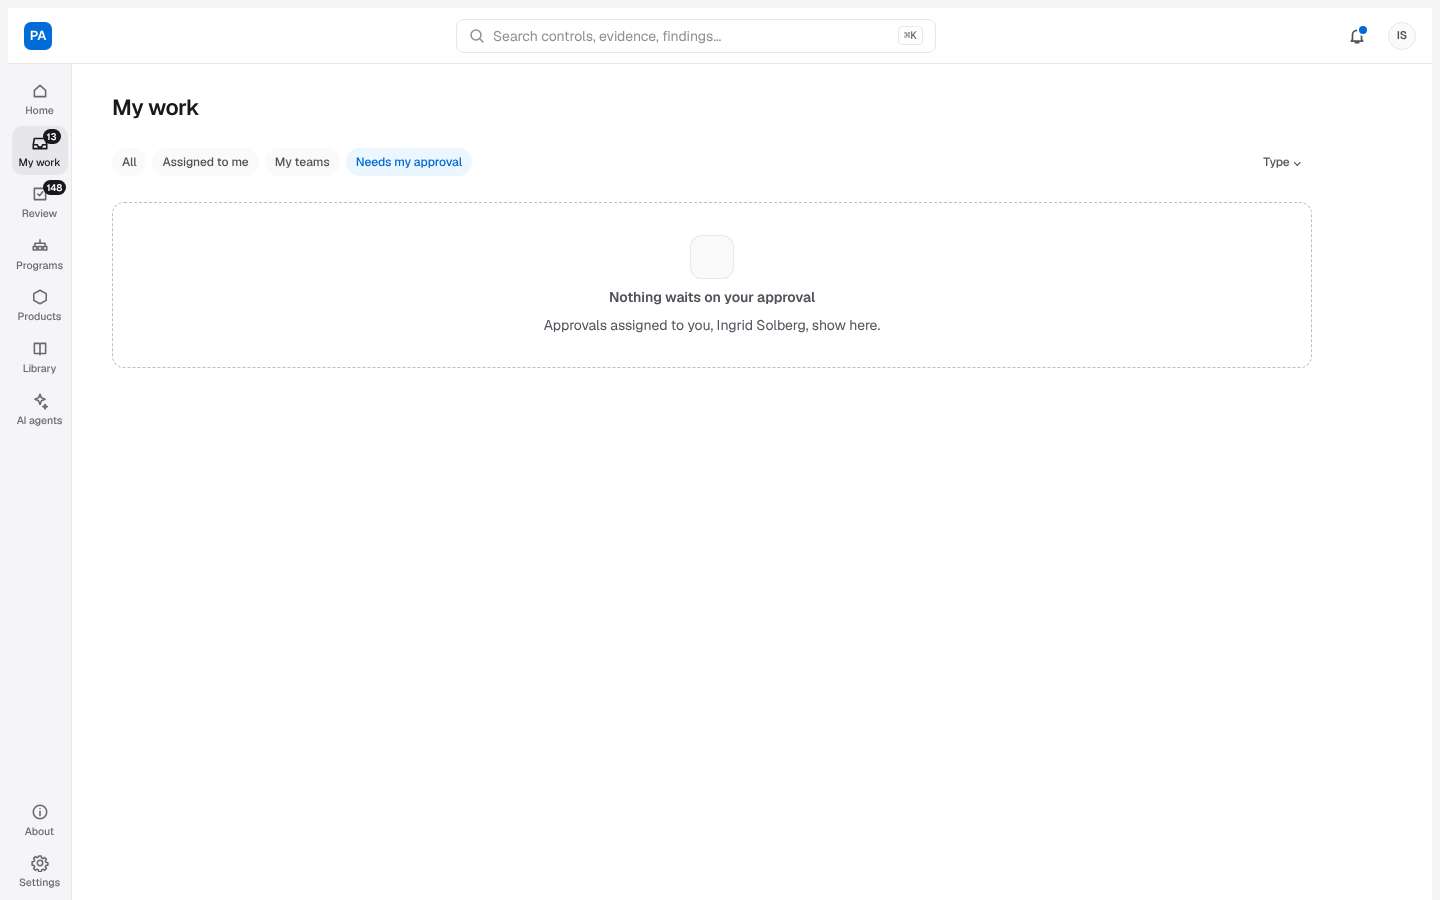 PA
Search controls, evidence, findings...
⌘K
IS
Home
13
My work
148
Review
Programs
Products
Library
AI agents
About
Settings
My work
All
Assigned to me
My teams
Needs my approval
Type
Nothing waits on your approval
Approvals assigned to you, Ingrid Solberg, show here.